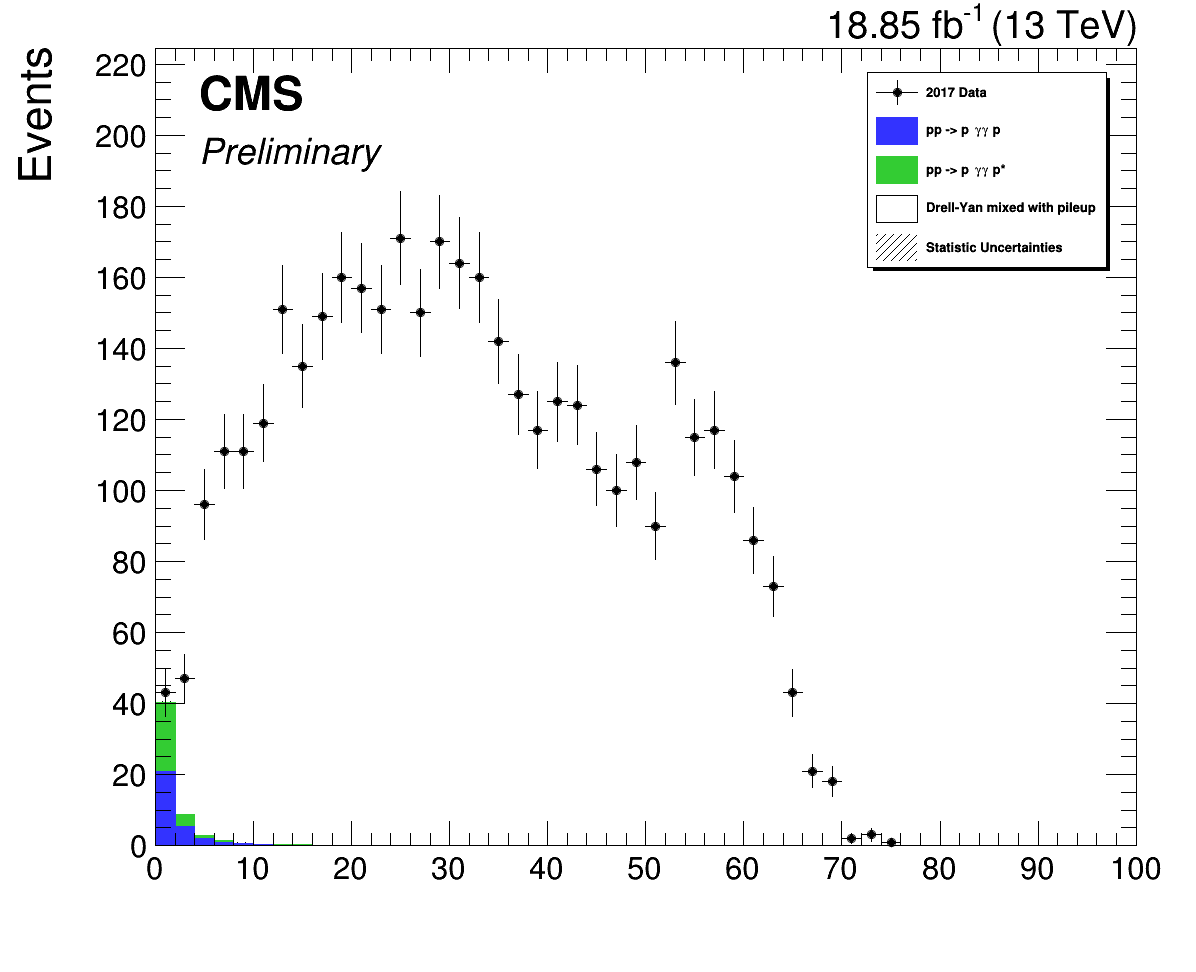 18.85 fb-1 (13 TeV)
Events
CMS
Preliminary
2017 Data
pp -> p γγ p
pp -> p γγ p*
Drell-Yan mixed with pileup
Statistic Uncertainties
220
200
180
160
140
120
100
80
60
40
20
0
0 10 20 30 40 50 60 70 80 90 100